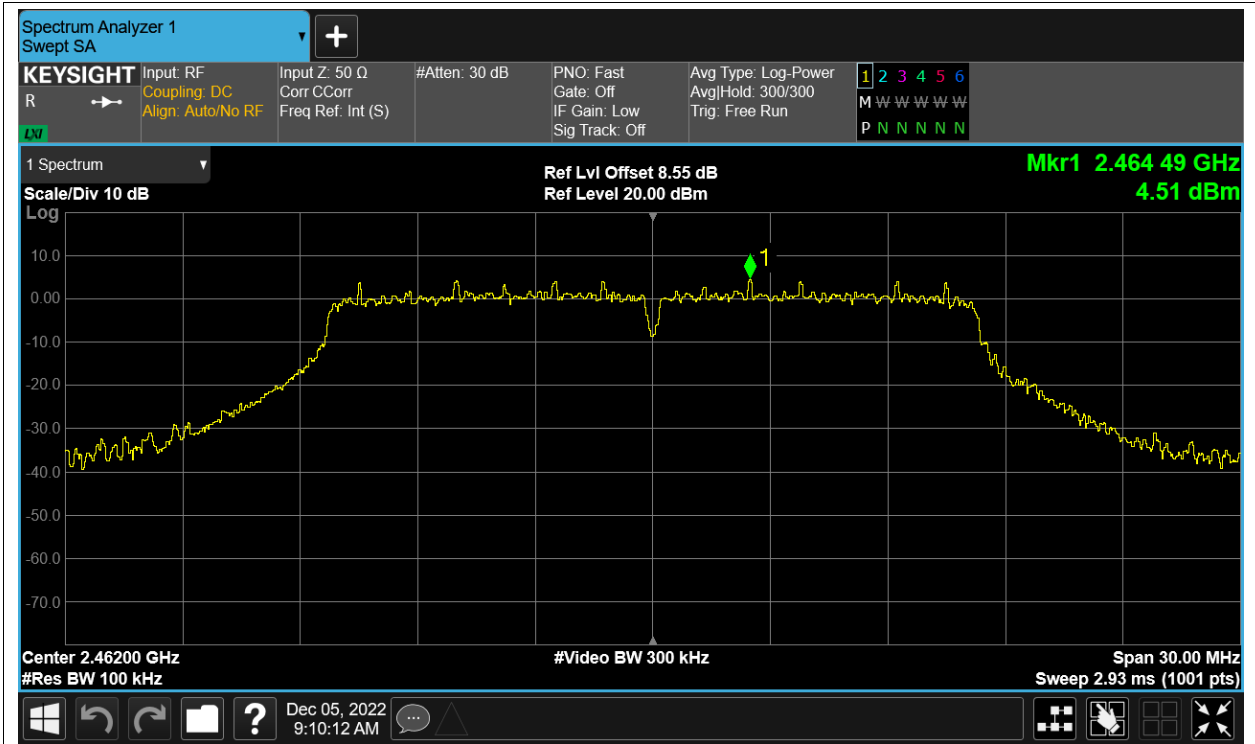 Spectrum Analyzer 1
Swept SA
KEYSIGHT
R
LXI
Input: RF
Coupling: DC
Align: Auto/No RF
Input Z: 50 Ω
Corr CCorr
Freq Ref: Int (S)
#Atten: 30 dB
PNO: Fast
Gate: Off
IF Gain: Low
Sig Track: Off
Avg Type: Log-Power
Avg|Hold: 300/300
Trig: Free Run
1 2 3 4 5 6
M W W W W W W
P N N N N N N
1 Spectrum
Scale/Div 10 dB
Log
Ref Lvl Offset 8.55 dB
Ref Level 20.00 dBm
Mkr1 2.464 49 GHz
4.51 dBm
1
10.0
0.00
-10.0
-20.0
-30.0
-40.0
-50.0
-60.0
-70.0
Center 2.46200 GHz
#Video BW 300 kHz
Span 30.00 MHz
#Res BW 100 kHz
Sweep 2.93 ms (1001 pts)
?
Dec 05, 2022
9:10:12 AM